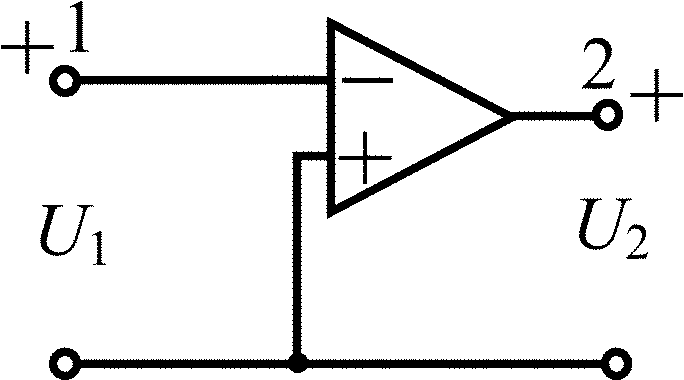 + 1
2 +
−
+
U₁
U₂